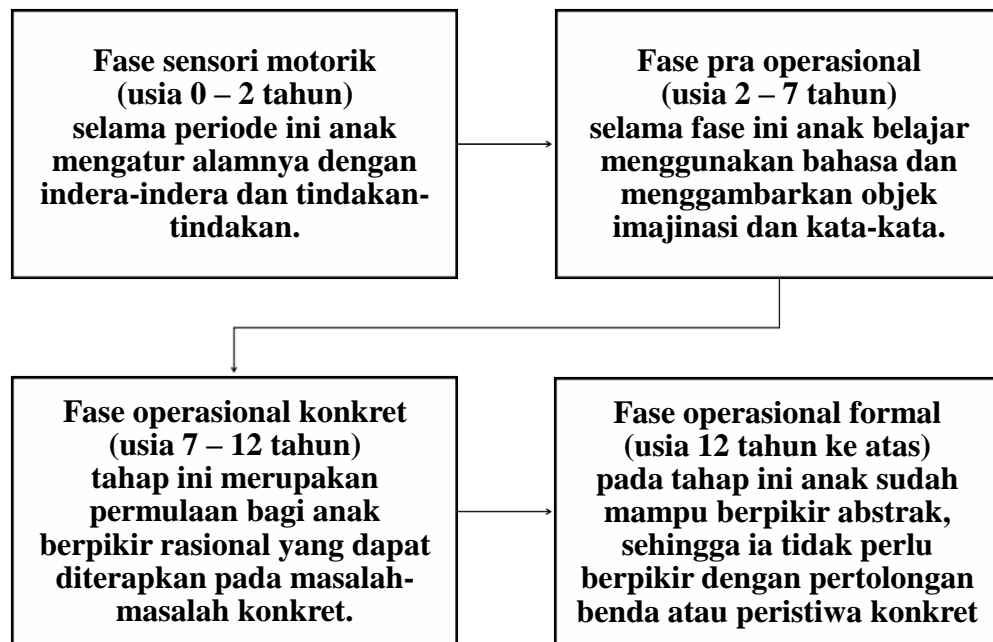 Fase sensori motorik
(usia 0 – 2 tahun)
selama periode ini anak
mengatur alamnya dengan
indera-indera dan tindakan-
tindakan.
Fase pra operasional
(usia 2 – 7 tahun)
selama fase ini anak belajar
menggunakan bahasa dan
menggambarkan objek
imajinasi dan kata-kata.
Fase operasional konkret
(usia 7 – 12 tahun)
tahap ini merupakan
permulaan bagi anak
berpikir rasional yang dapat
diterapkan pada masalah-
masalah konkret.
Fase operasional formal
(usia 12 tahun ke atas)
pada tahap ini anak sudah
mampu berpikir abstrak,
sehingga ia tidak perlu
berpikir dengan pertolongan
benda atau peristiwa konkret